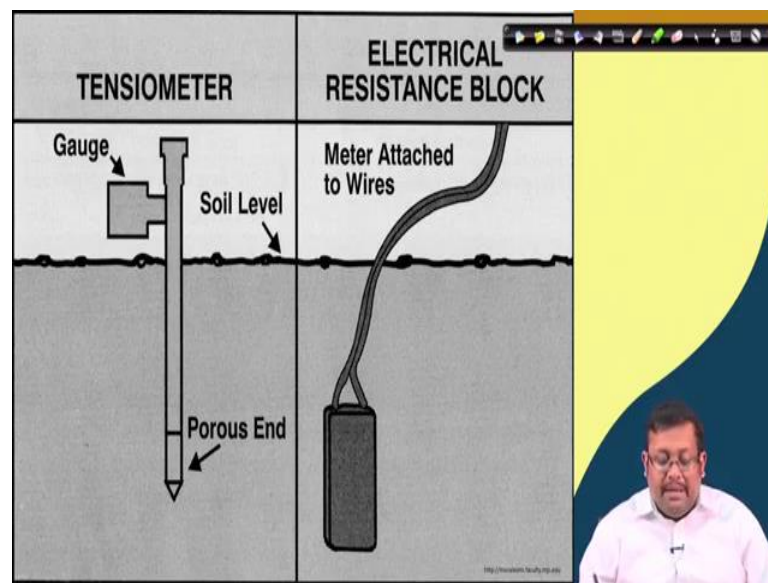 TENSIOMETER
ELECTRICAL
RESISTANCE BLOCK
Gauge
Soil Level
Porous End
Meter Attached
to Wires